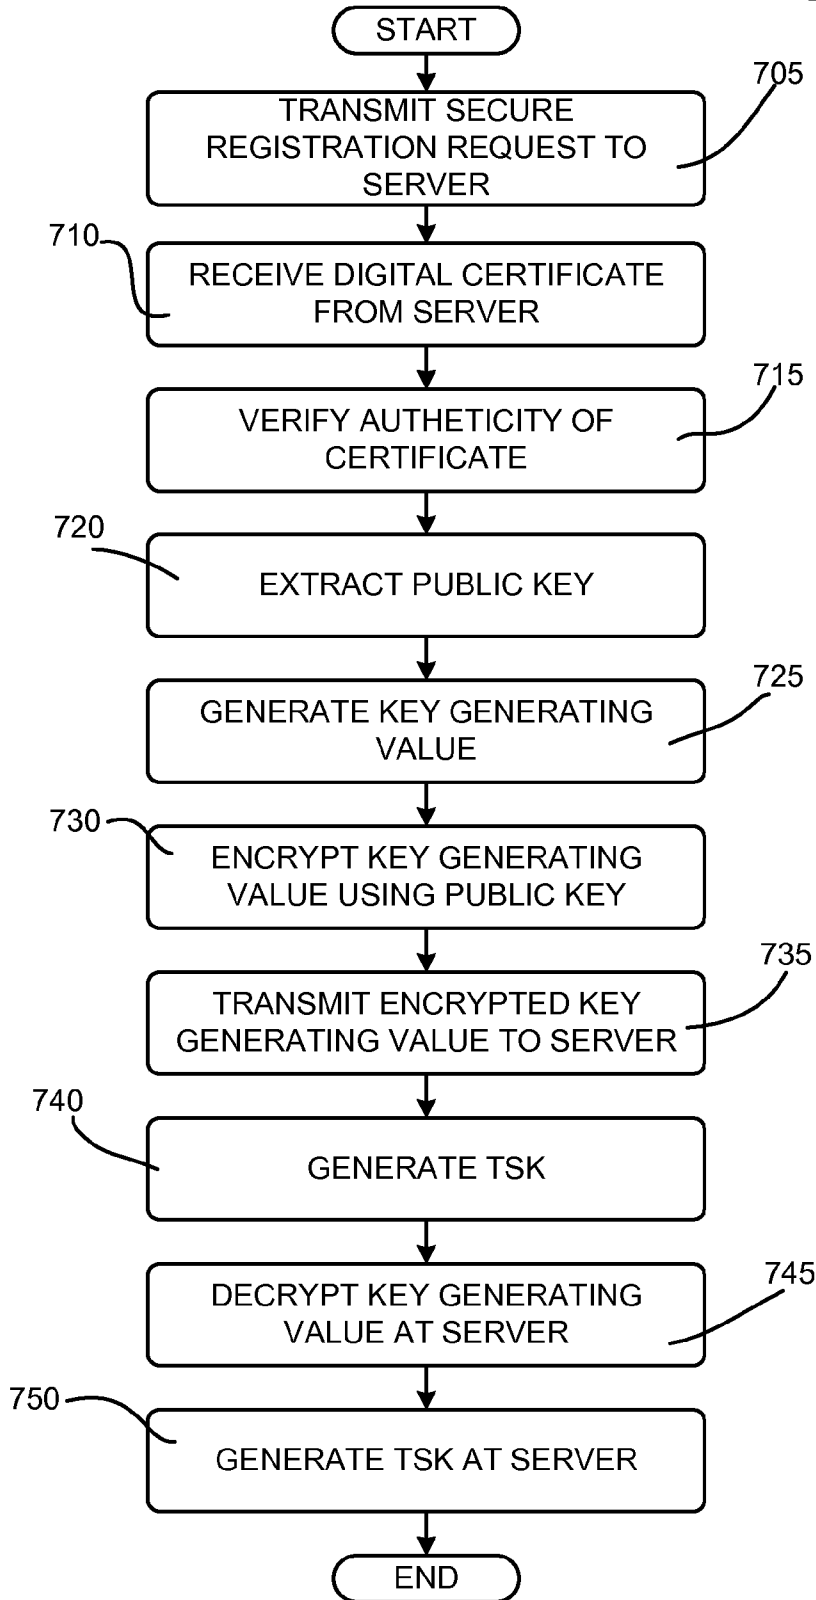 START
705
TRANSMIT SECURE
REGISTRATION REQUEST TO
SERVER
710
RECEIVE DIGITAL CERTIFICATE
FROM SERVER
715
VERIFY AUTHETICITY OF
CERTIFICATE
720
EXTRACT PUBLIC KEY
725
GENERATE KEY GENERATING
VALUE
730
ENCRYPT KEY GENERATING
VALUE USING PUBLIC KEY
735
TRANSMIT ENCRYPTED KEY
GENERATING VALUE TO SERVER
740
GENERATE TSK
745
DECRYPT KEY GENERATING
VALUE AT SERVER
750
GENERATE TSK AT SERVER
END